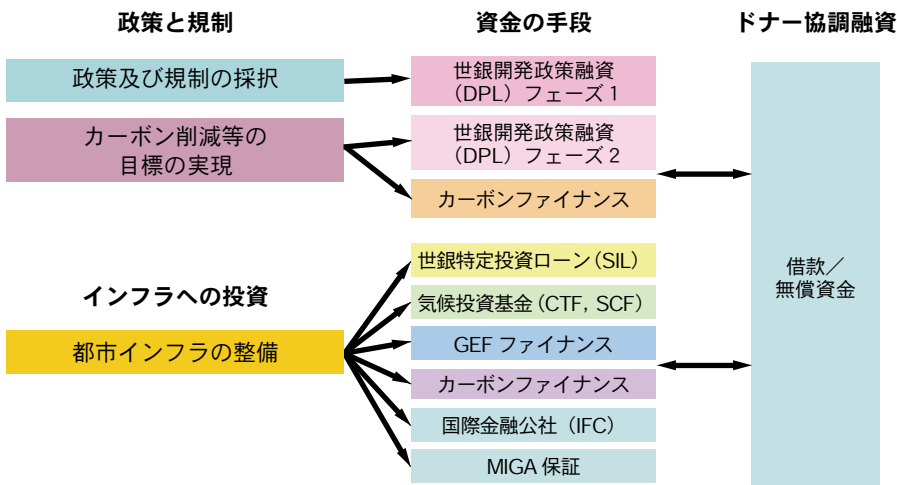 政策と規制
資金の手段
ドナー協調融資
政策及び規制の採択
世銀開発政策融資
（DPL）フェーズ 1
カーボン削減等の
目標の実現
世銀開発政策融資
（DPL）フェーズ 2
カーボンファイナンス
インフラへの投資
都市インフラの整備
世銀特定投資ローン（SIL）
気候投資基金（CTF, SCF）
GEF ファイナンス
カーボンファイナンス
国際金融公社（IFC）
MIGA 保証
借款／
無償資金